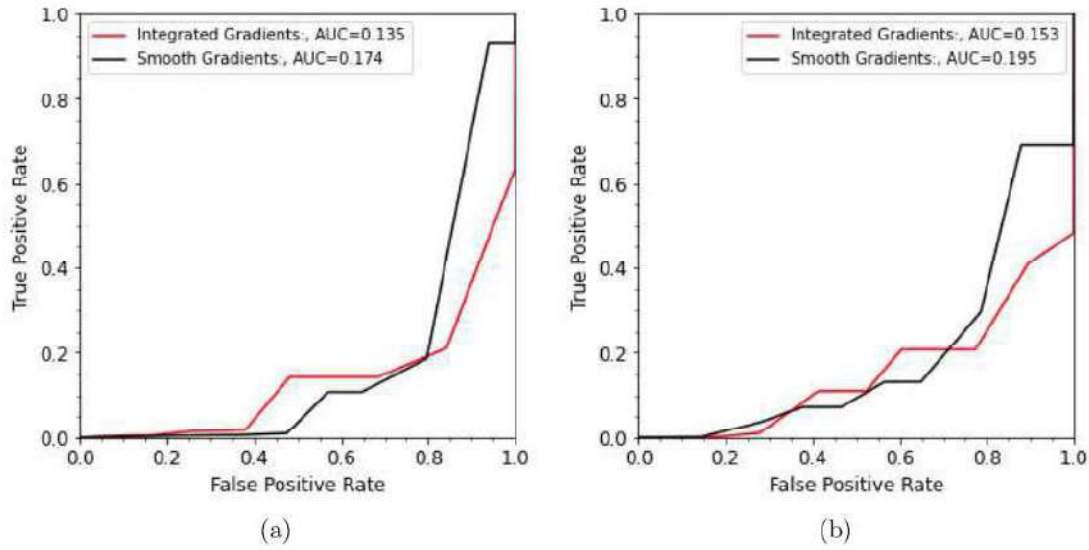 1.0
0.8
0.6
0.4
0.2
0.0
True Positive Rate
Integrated Gradients:, AUC=0.135
Smooth Gradients:, AUC=0.174
0.0 0.2 0.4 0.6 0.8 1.0
False Positive Rate
(a)
1.0
0.8
0.6
0.4
0.2
0.0
True Positive Rate
Integrated Gradients:, AUC=0.153
Smooth Gradients:, AUC=0.195
0.0 0.2 0.4 0.6 0.8 1.0
False Positive Rate
(b)